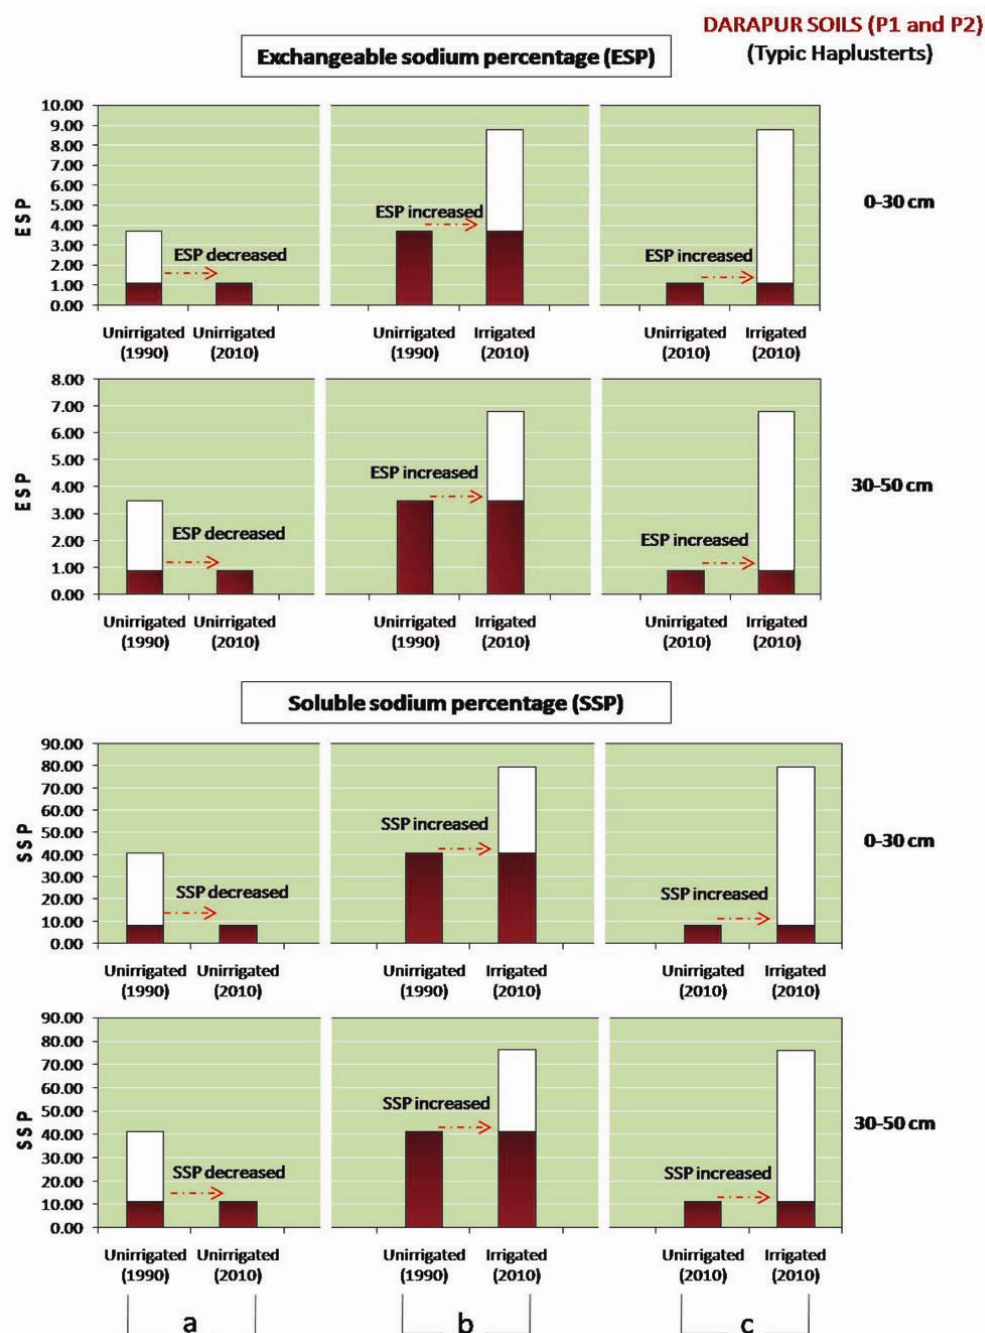 DARAPUR SOILS (P1 and P2)
(Typic Haplusterts)
Exchangeable sodium percentage (ESP)
10.00
9.00
8.00
7.00
6.00
5.00
4.00
3.00
2.00
1.00
0.00
ESP
ESP decreased
ESP increased
ESP increased
0-30 cm
Unirrigated Unirrigated Unirrigated Irrigated Unirrigated Irrigated
(1990) (2010) (1990) (2010) (2010) (2010)
8.00
7.00
6.00
5.00
4.00
3.00
2.00
1.00
0.00
ESP
ESP decreased
ESP increased
ESP increased
30-50 cm
Unirrigated Unirrigated Unirrigated Irrigated Unirrigated Irrigated
(1990) (2010) (1990) (2010) (2010) (2010)
Soluble sodium percentage (SSP)
90.00
80.00
70.00
60.00
50.00
40.00
30.00
20.00
10.00
0.00
SSP
SSP decreased
SSP increased
SSP increased
0-30 cm
Unirrigated Unirrigated Unirrigated Irrigated Unirrigated Irrigated
(1990) (2010) (1990) (2010) (2010) (2010)
90.00
80.00
70.00
60.00
50.00
40.00
30.00
20.00
10.00
0.00
SSP
SSP decreased
SSP increased
SSP increased
30-50 cm
Unirrigated Unirrigated Unirrigated Irrigated Unirrigated Irrigated
(1990) (2010) (1990) (2010) (2010) (2010)
a b c